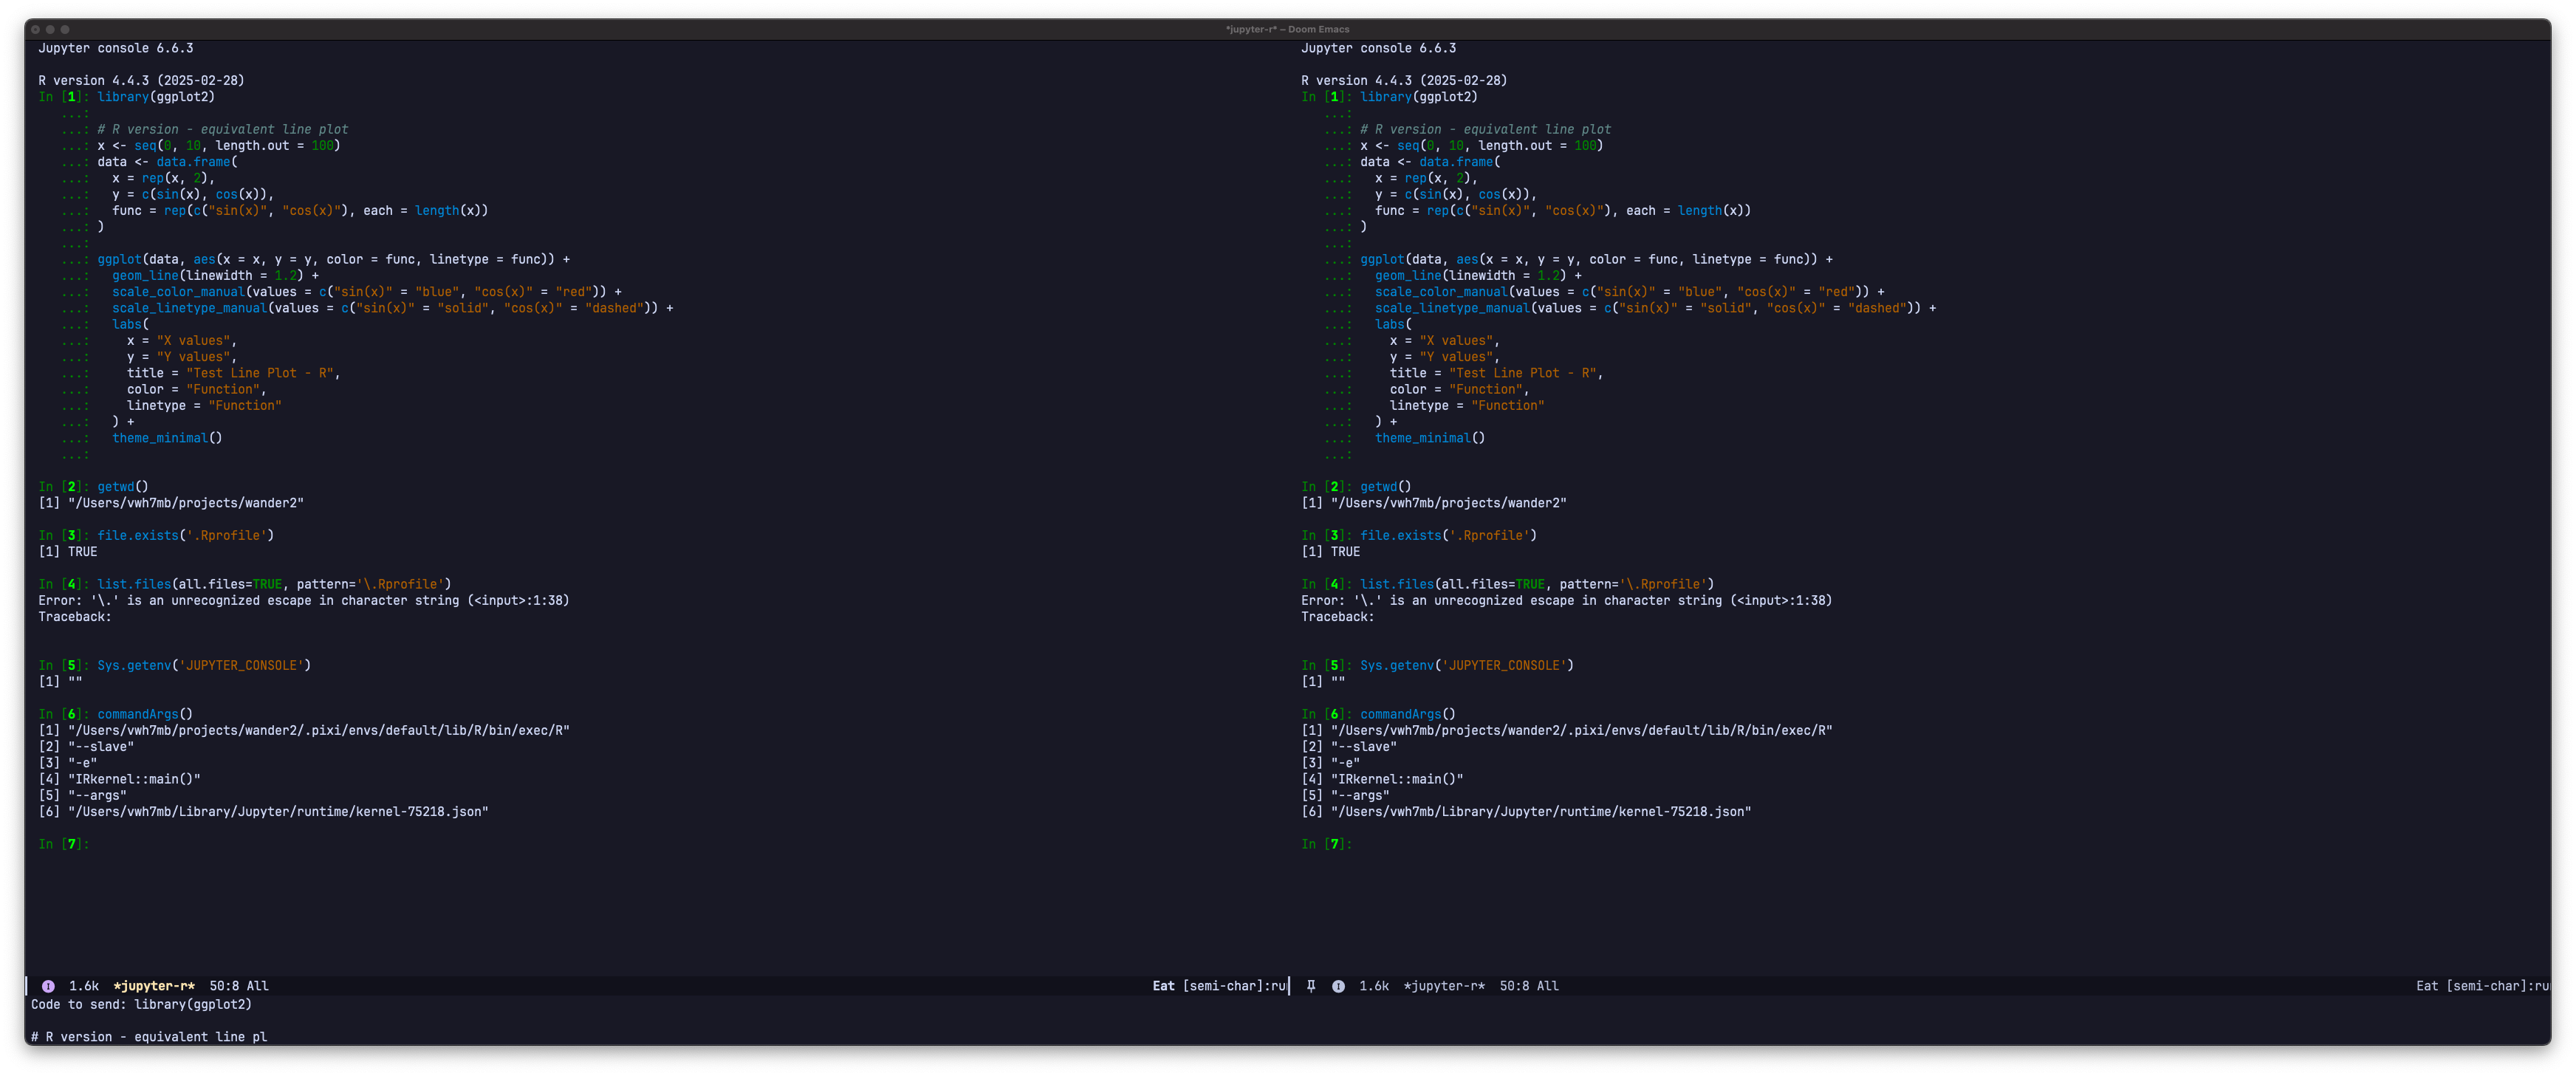 *jupyter-r* – Doom Emacs
Jupyter console 6.6.3
R version 4.4.3 (2025-02-28)
In [1]: library(ggplot2)
...:
...: # R version - equivalent line plot
...: x <- seq(0, 10, length.out = 100)
...: data <- data.frame(
...:   x = rep(x, 2),
...:   y = c(sin(x), cos(x)),
...:   func = rep(c("sin(x)", "cos(x)"), each = length(x))
...: )
...:
...: ggplot(data, aes(x = x, y = y, color = func, linetype = func)) +
...:   geom_line(linewidth = 1.2) +
...:   scale_color_manual(values = c("sin(x)" = "blue", "cos(x)" = "red")) +
...:   scale_linetype_manual(values = c("sin(x)" = "solid", "cos(x)" = "dashed")) +
...:   labs(
...:     x = "X values",
...:     y = "Y values",
...:     title = "Test Line Plot - R",
...:     color = "Function",
...:     linetype = "Function"
...:   ) +
...:   theme_minimal()
...:
In [2]: getwd()
[1] "/Users/vwh7mb/projects/wander2"
In [3]: file.exists('.Rprofile')
[1] TRUE
In [4]: list.files(all.files=TRUE, pattern='\.Rprofile')
Error: '\.' is an unrecognized escape in character string (<input>:1:38)
Traceback:
In [5]: Sys.getenv('JUPYTER_CONSOLE')
[1] ""
In [6]: commandArgs()
[1] "/Users/vwh7mb/projects/wander2/.pixi/envs/default/lib/R/bin/exec/R"
[2] "--slave"
[3] "-e"
[4] "IRkernel::main()"
[5] "--args"
[6] "/Users/vwh7mb/Library/Jupyter/runtime/kernel-75218.json"
In [7]:
1.6k *jupyter-r* 50:8 All Eat [semi-char]:ru
Jupyter console 6.6.3
R version 4.4.3 (2025-02-28)
In [1]: library(ggplot2)
...:
...: # R version - equivalent line plot
...: x <- seq(0, 10, length.out = 100)
...: data <- data.frame(
...:   x = rep(x, 2),
...:   y = c(sin(x), cos(x)),
...:   func = rep(c("sin(x)", "cos(x)"), each = length(x))
...: )
...:
...: ggplot(data, aes(x = x, y = y, color = func, linetype = func)) +
...:   geom_line(linewidth = 1.2) +
...:   scale_color_manual(values = c("sin(x)" = "blue", "cos(x)" = "red")) +
...:   scale_linetype_manual(values = c("sin(x)" = "solid", "cos(x)" = "dashed")) +
...:   labs(
...:     x = "X values",
...:     y = "Y values",
...:     title = "Test Line Plot - R",
...:     color = "Function",
...:     linetype = "Function"
...:   ) +
...:   theme_minimal()
...:
In [2]: getwd()
[1] "/Users/vwh7mb/projects/wander2"
In [3]: file.exists('.Rprofile')
[1] TRUE
In [4]: list.files(all.files=TRUE, pattern='\.Rprofile')
Error: '\.' is an unrecognized escape in character string (<input>:1:38)
Traceback:
In [5]: Sys.getenv('JUPYTER_CONSOLE')
[1] ""
In [6]: commandArgs()
[1] "/Users/vwh7mb/projects/wander2/.pixi/envs/default/lib/R/bin/exec/R"
[2] "--slave"
[3] "-e"
[4] "IRkernel::main()"
[5] "--args"
[6] "/Users/vwh7mb/Library/Jupyter/runtime/kernel-75218.json"
In [7]:
1.6k *jupyter-r* 50:8 All Eat [semi-char]:ru
Code to send: library(ggplot2)
# R version - equivalent line pl